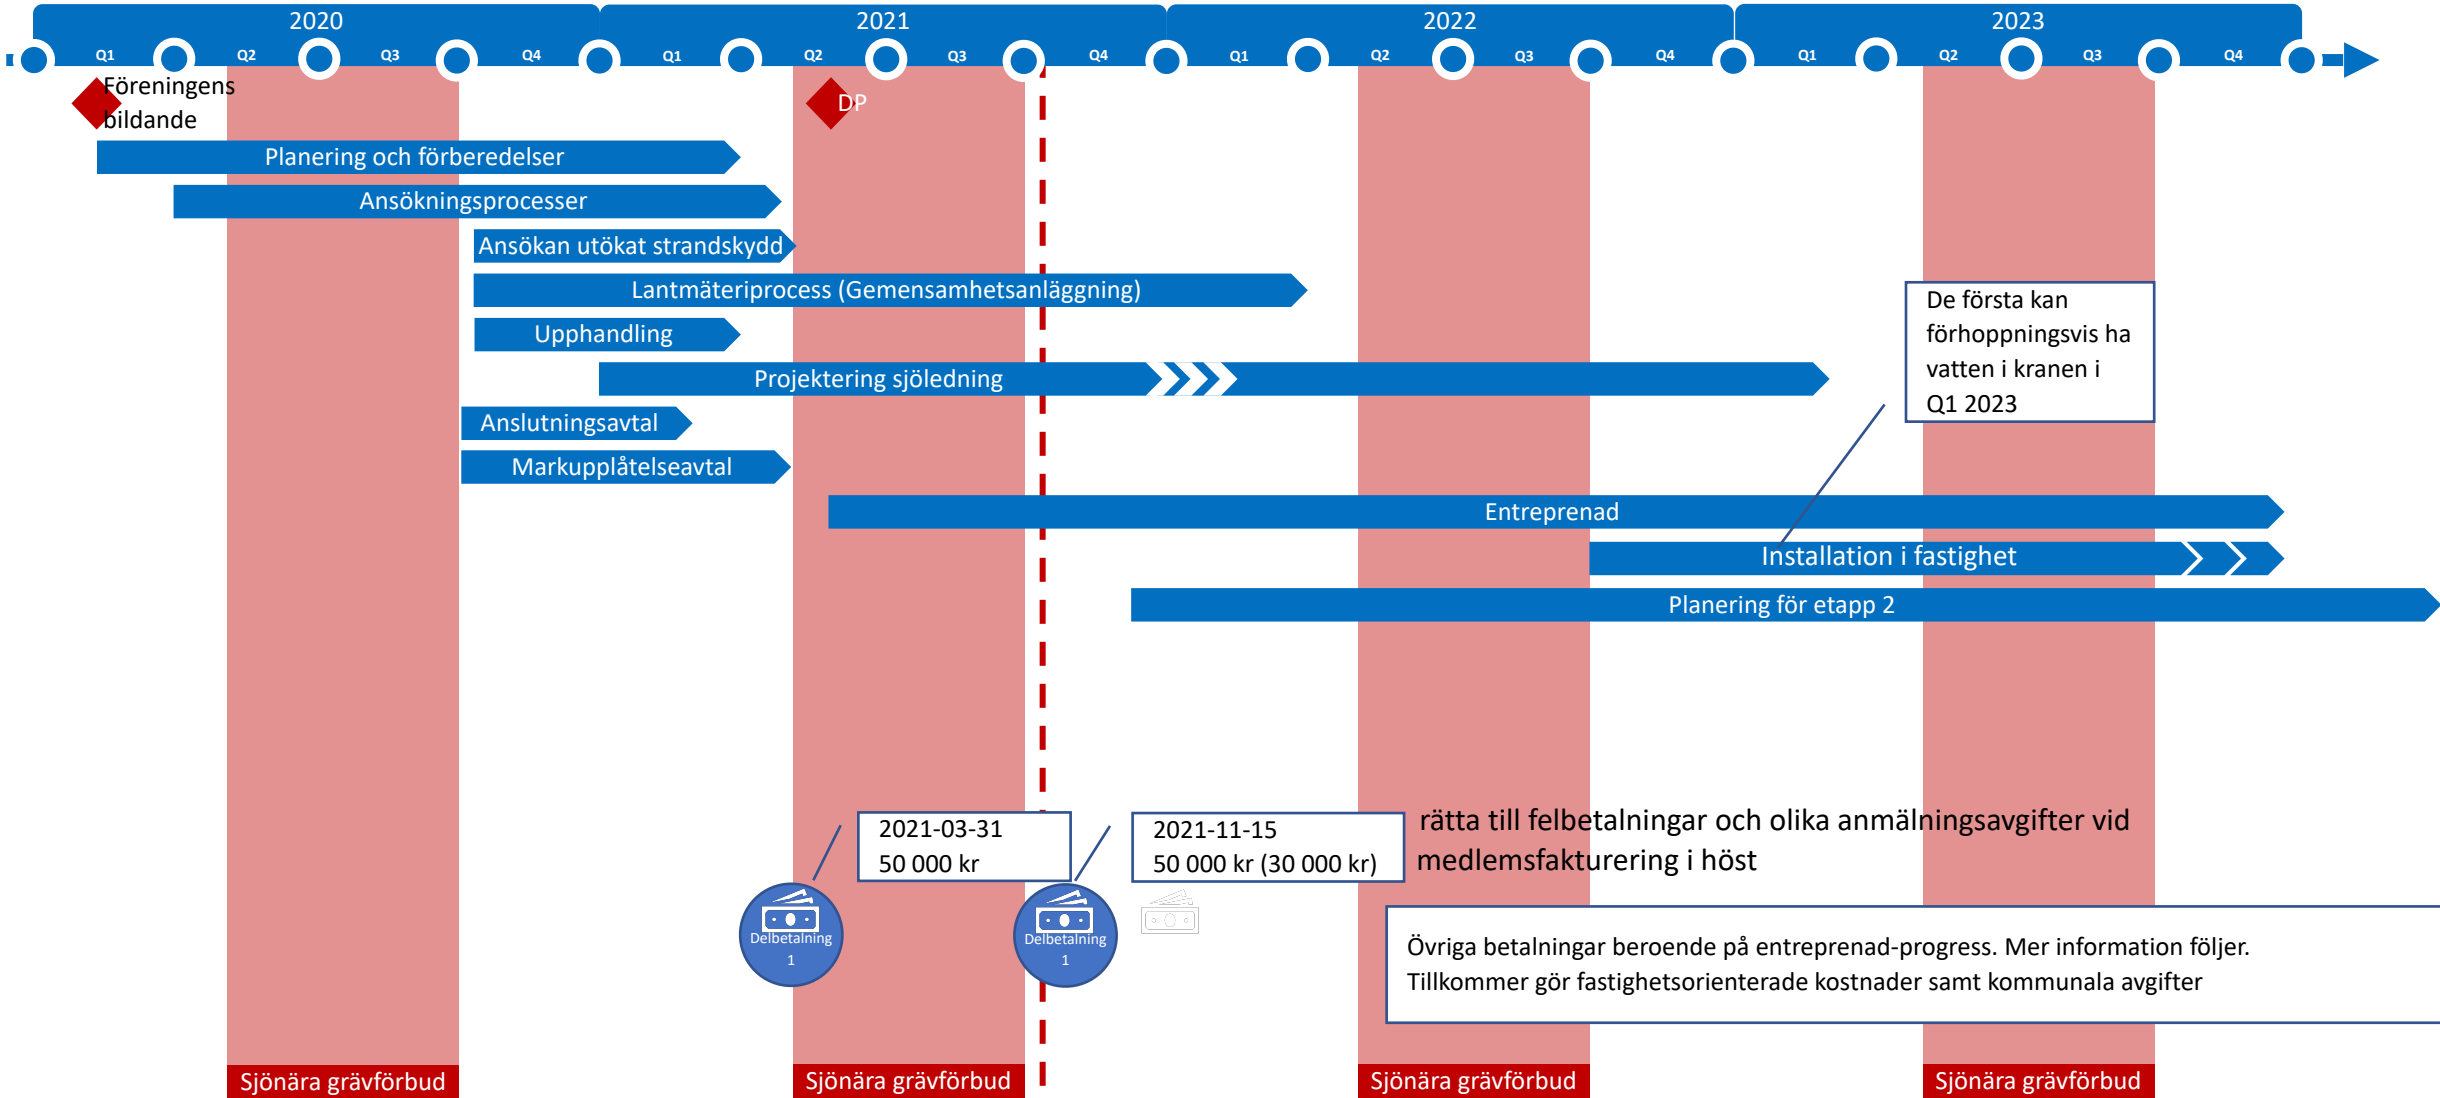 2020
2021
2022
2023
Q1
Q2
Q3
Q4
Q1
Q2
Q3
Q4
Q1
Q2
Q3
Q4
Q1
Q2
Q3
Q4
Föreningens
bildande
DP
Planering och förberedelser
Ansökningsprocesser
Ansökan utökat strandskydd
Lantmäteriprocess (Gemensamhetsanläggning)
Upphandling
Projektering sjöledning
Anslutningsavtal
Markupplåtelseavtal
De första kan
förhoppningsvis ha
vatten i kranen i
Q1 2023
Entreprenad
Installation i fastighet
Planering för etapp 2
2021-03-31
50 000 kr
2021-11-15
50 000 kr (30 000 kr)
rätta till felbetalningar och olika anmälningsavgifter vid
medlemsfakturering i höst
Delbetalning
1
Delbetalning
1
Övriga betalningar beroende på entreprenad-progress. Mer information följer.
Tillkommer gör fastighetsorienterade kostnader samt kommunala avgifter
Sjönära grävförbud
Sjönära grävförbud
Sjönära grävförbud
Sjönära grävförbud